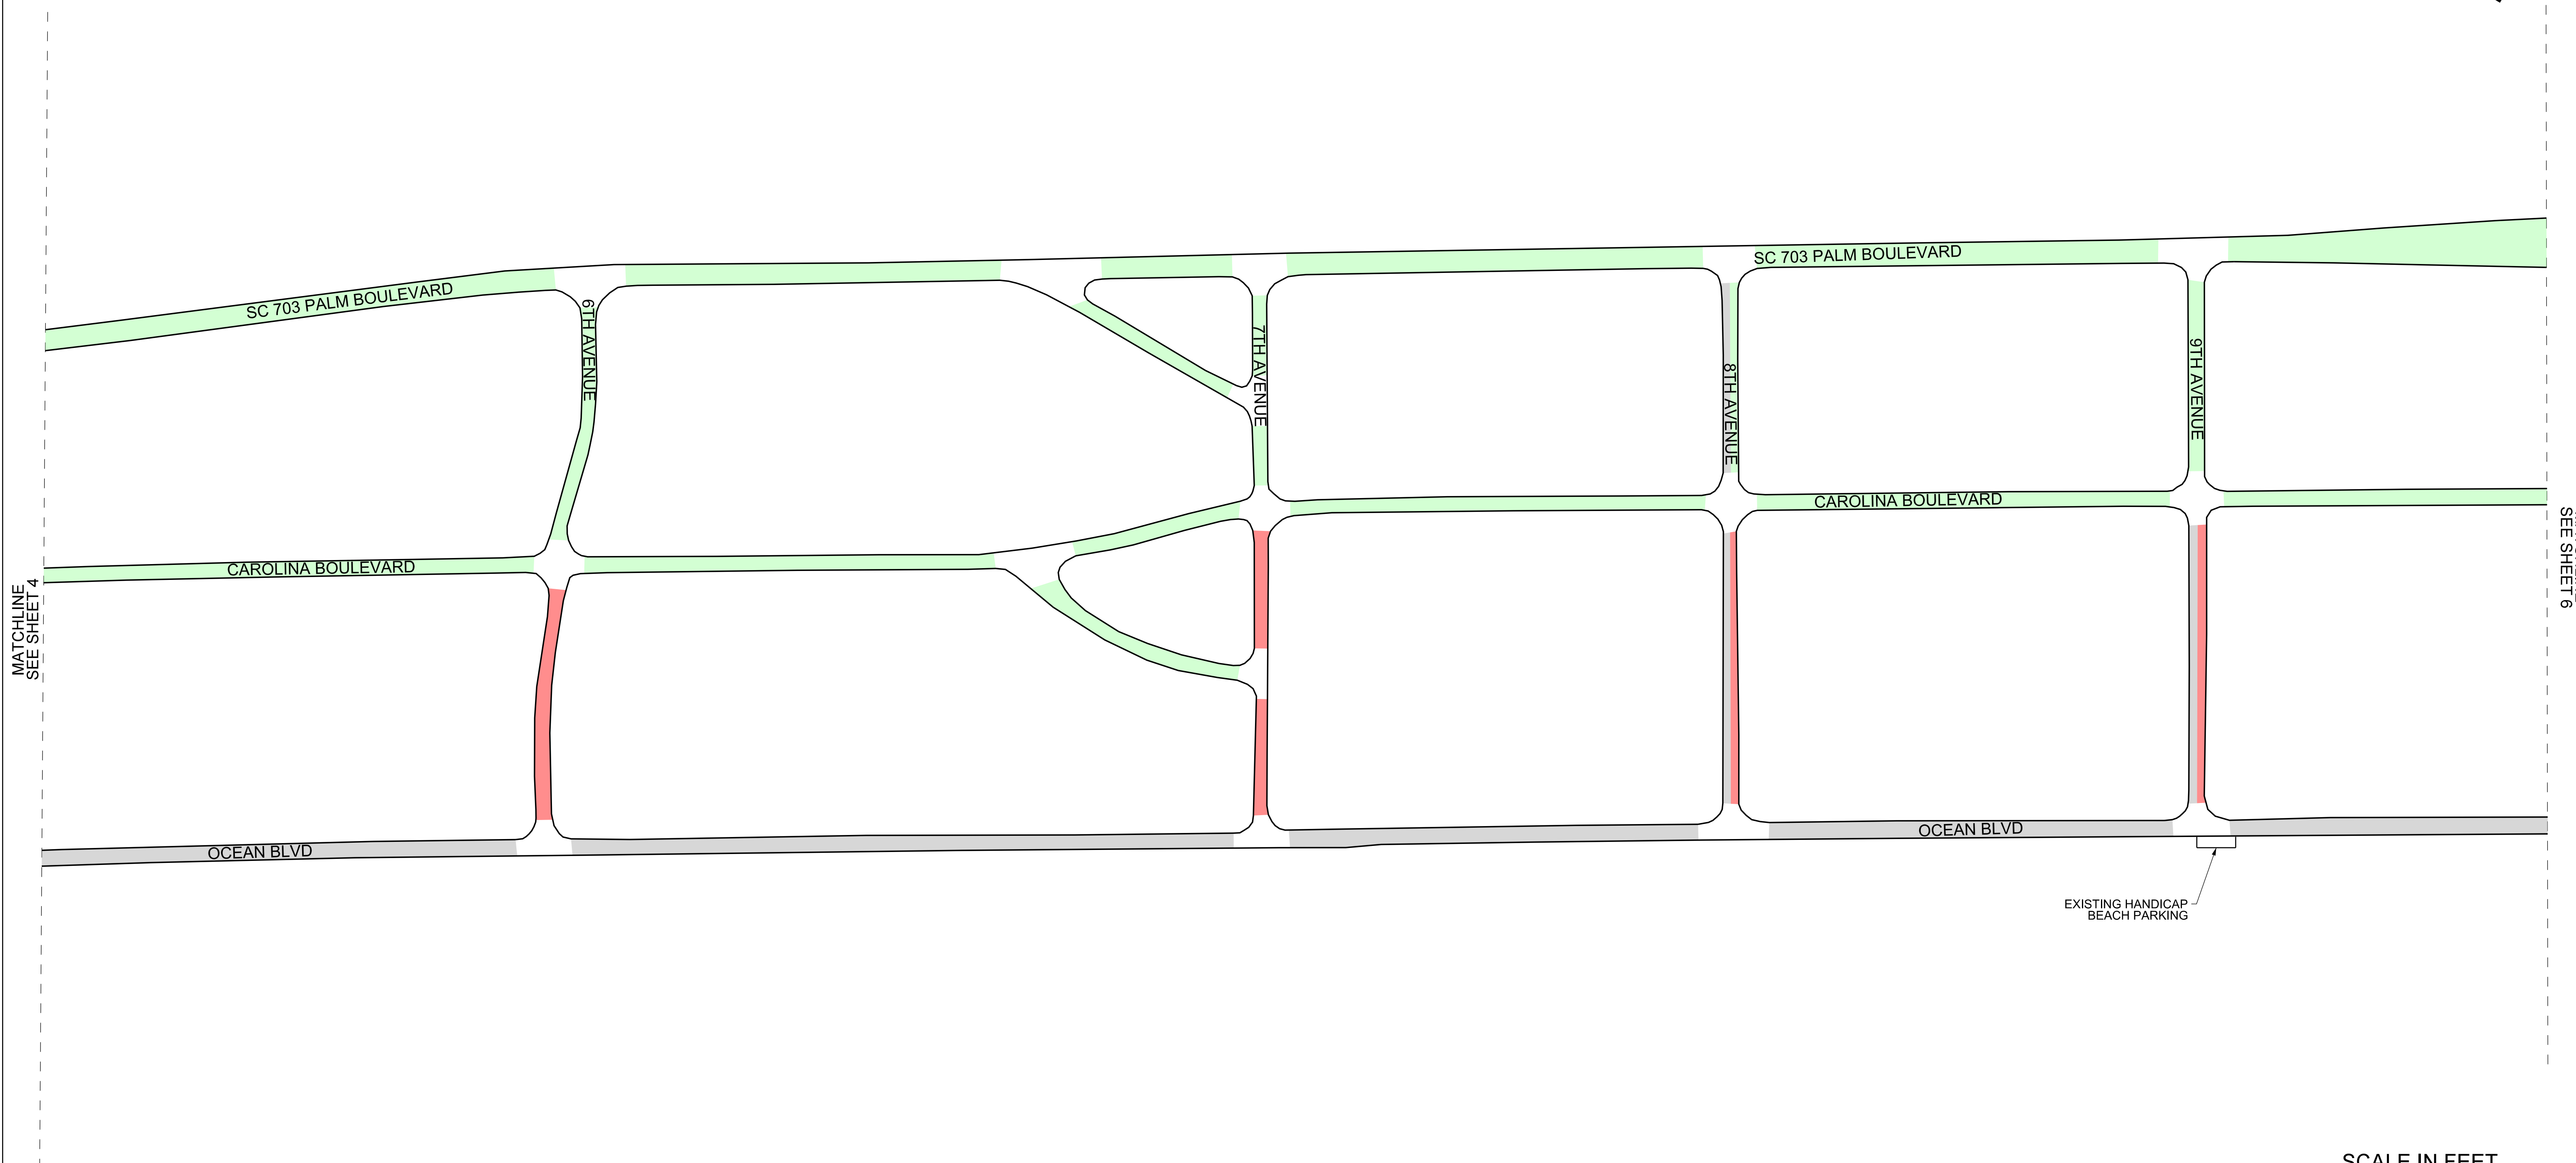 SC 703 PALM BOULEVARD
SC 703 PALM BOULEVARD
6TH AVENUE
7TH AVENUE
8TH AVENUE
9TH AVENUE
CAROLINA BOULEVARD
CAROLINA BOULEVARD
MATCHLINE
SEE SHEET 4
SEE SHEET 6
OCEAN BLVD
OCEAN BLVD
EXISTING HANDICAP
BEACH PARKING
SCALE IN FEET